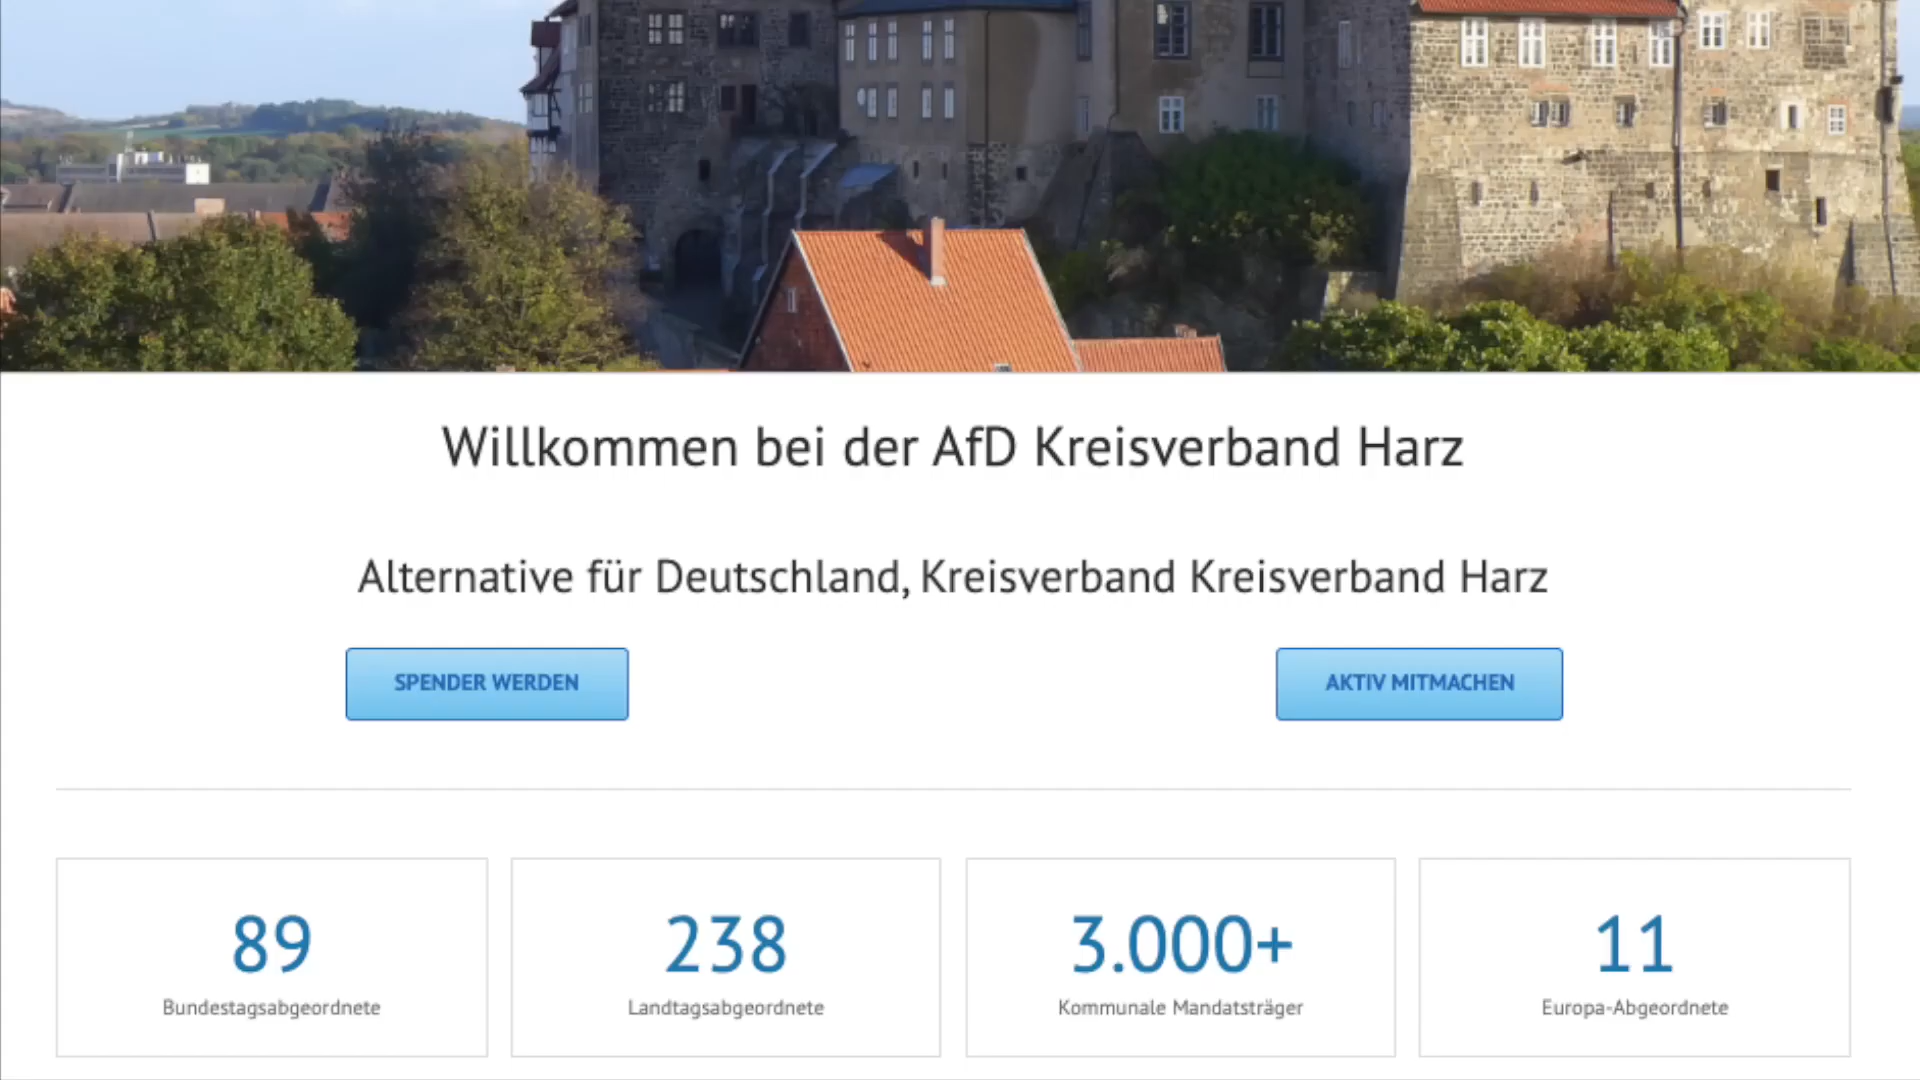 Willkommen bei der AfD Kreisverband Harz
Alternative für Deutschland, Kreisverband Kreisverband Harz
SPENDER WERDEN
AKTIV MITMACHEN
89
Bundestagsabgeordnete
238
Landtagsabgeordnete
3.000+
Kommunale Mandatsträger
11
Europa-Abgeordnete